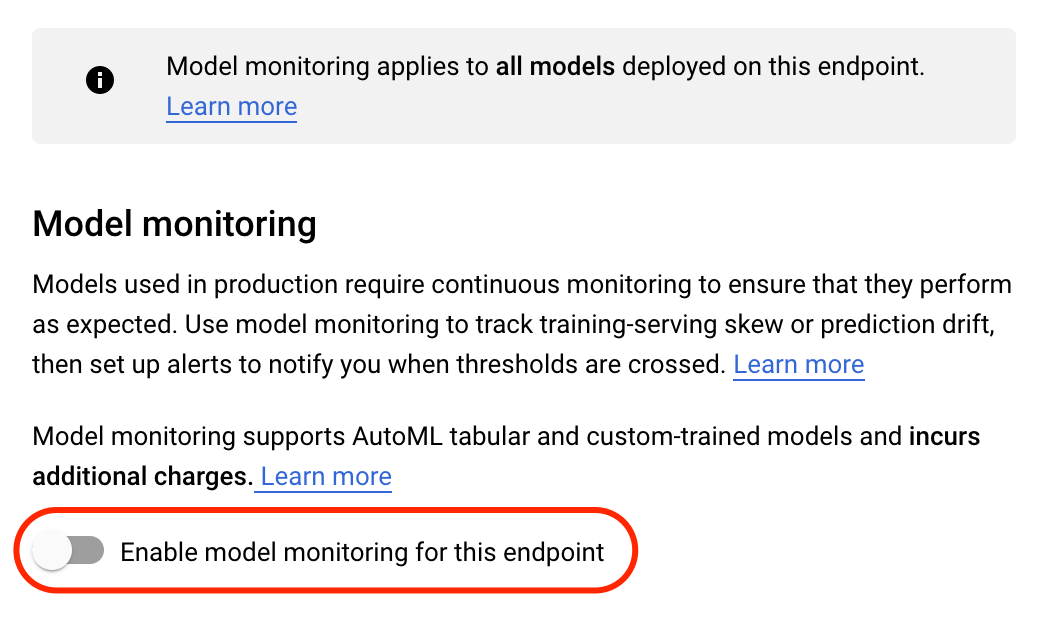 Model monitoring applies to all models deployed on this endpoint.
Learn more
Model monitoring
Models used in production require continuous monitoring to ensure that they perform
as expected. Use model monitoring to track training-serving skew or prediction drift,
then set up alerts to notify you when thresholds are crossed. Learn more
Model monitoring supports AutoML tabular and custom-trained models and incurs
additional charges. Learn more
Enable model monitoring for this endpoint